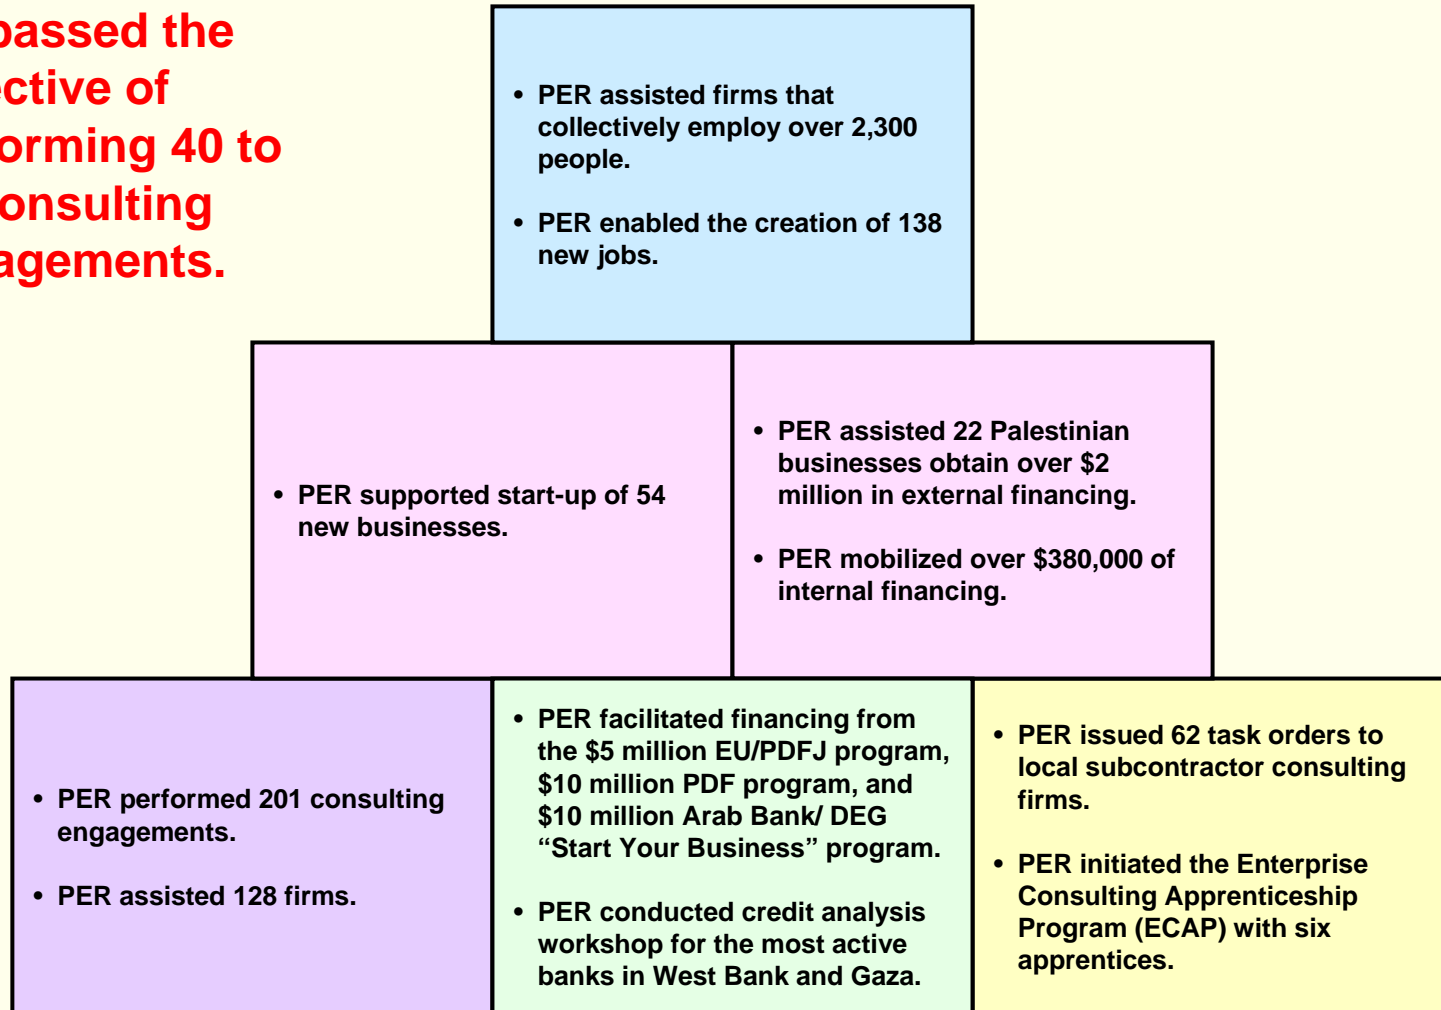 passed the
ective of
orming 40 to
onsulting
agements.
• PER assisted firms that
collectively employ over 2,300
people.
• PER enabled the creation of 138
new jobs.
• PER supported start-up of 54
new businesses.
• PER assisted 22 Palestinian
businesses obtain over $2
million in external financing.
• PER mobilized over $380,000 of
internal financing.
• PER performed 201 consulting
engagements.
• PER assisted 128 firms.
• PER facilitated financing from
the $5 million EU/PDFJ program,
$10 million PDF program, and
$10 million Arab Bank/ DEG
“Start Your Business” program.
• PER conducted credit analysis
workshop for the most active
banks in West Bank and Gaza.
• PER issued 62 task orders to
local subcontractor consulting
firms.
• PER initiated the Enterprise
Consulting Apprenticeship
Program (ECAP) with six
apprentices.